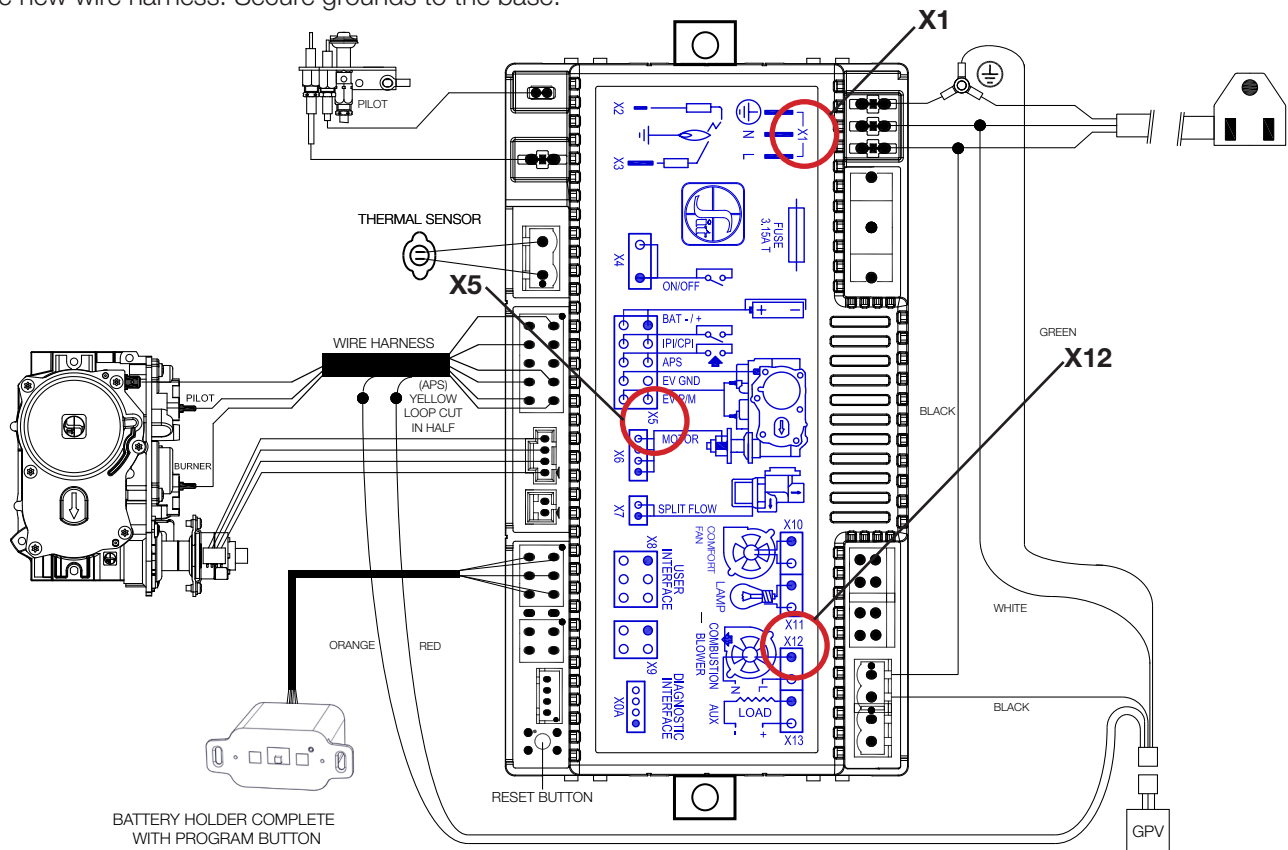 e new wire harness. Secure grounds to the base.
X1
PILOT
X2
X3
N
L
X1
THERMAL SENSOR
FUSE
3.15A T
X4
ON/OFF
X5
BAT - / +
IPI/CPI
APS
EV GND
EV P/M
X5
WIRE HARNESS
(APS)
YELLOW
LOOP CUT
IN HALF
PILOT
BURNER
GREEN
X12
BLACK
MOTOR
X6
SPLIT FLOW
X7
X10
COMFORT
FAN
LAMP
X11
X8
USER
INTERFACE
X12
COMBUSTION
BLOWER
N
L
X9
DIAGNOSTIC
INTERFACE
X0A
AUX
LOAD
- +
X13
WHITE
ORANGE
RED
BLACK
RESET BUTTON
BATTERY HOLDER COMPLETE
WITH PROGRAM BUTTON
GPV